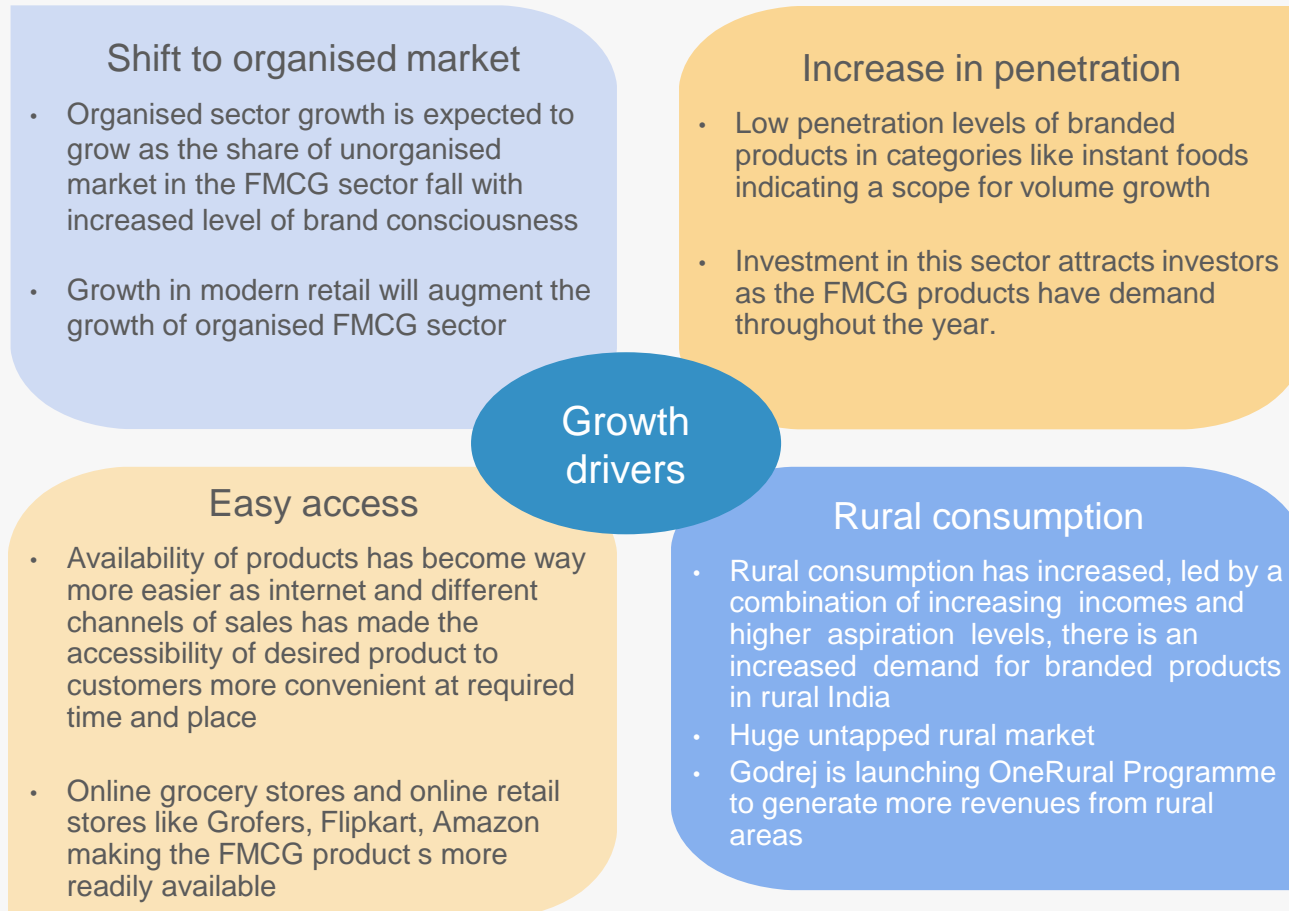 Shift to organised market
• Organised sector growth is expected to
grow as the share of unorganised
market in the FMCG sector fall with
increased level of brand consciousness
• Growth in modern retail will augment the
growth of organised FMCG sector
Increase in penetration
• Low penetration levels of branded
products in categories like instant foods
indicating a scope for volume growth
• Investment in this sector attracts investors
as the FMCG products have demand
throughout the year.
Growth
drivers
Easy access
• Availability of products has become way
more easier as internet and different
channels of sales has made the
accessibility of desired product to
customers more convenient at required
time and place
• Online grocery stores and online retail
stores like Grofers, Flipkart, Amazon
making the FMCG product s more
readily available
Rural consumption
• Rural consumption has increased, led by a
combination of increasing incomes and
higher aspiration levels, there is an
increased demand for branded products
in rural India
• Huge untapped rural market
• Godrej is launching OneRural Programme
to generate more revenues from rural
areas